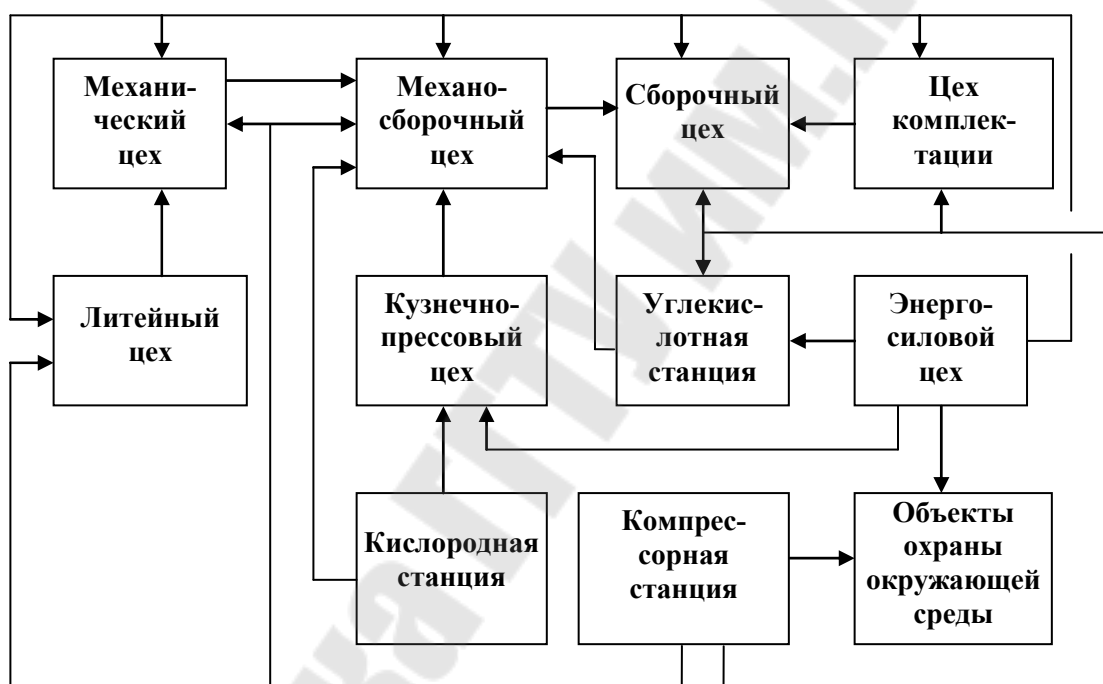 Механи-
ческий
цех
Механо-
сборочный
цех
Сборочный
цех
Цех
комплек-
тации
Литейный
цех
Кузнечно-
прессовый
цех
Углекис-
лотная
станция
Энерго-
силовой
цех
Кислородная
станция
Компрес-
сорная
станция
Объекты
охраны
окружающей
среды